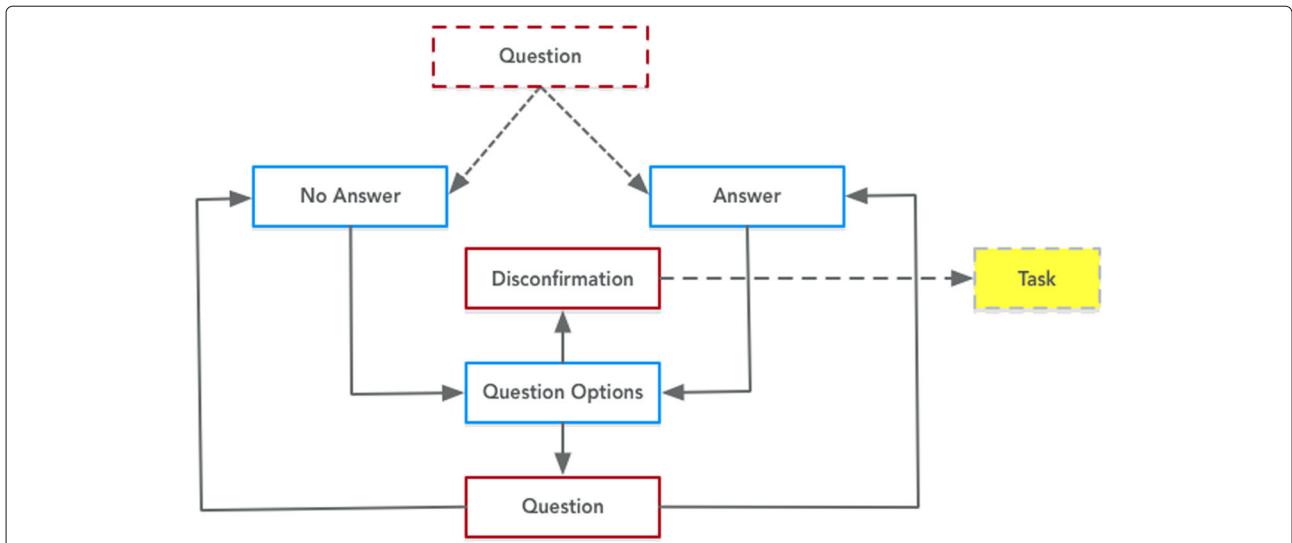 Question
No Answer
Answer
Disconfirmation
Task
Question Options
Question